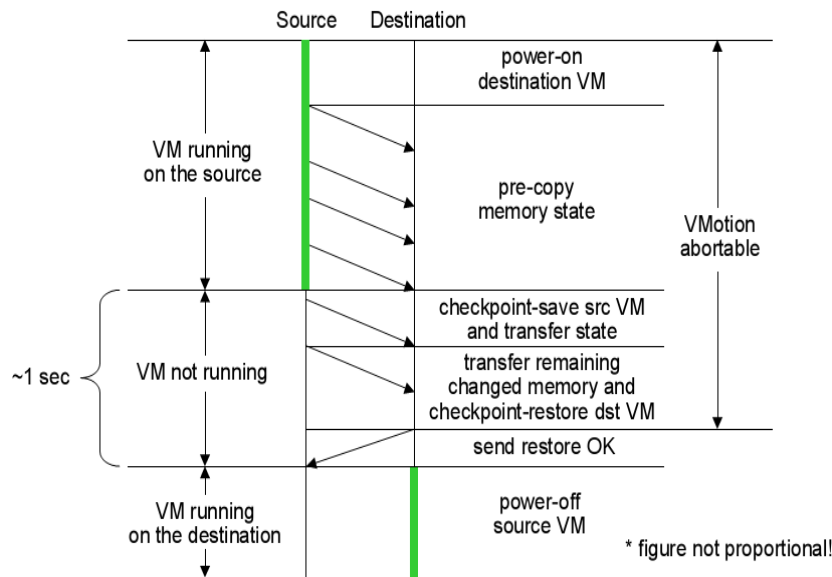 Source
Destination
power-on
destination VM
VM running
on the source
pre-copy
memory state
VMotion
abortable
checkpoint-save src VM
and transfer state
~1 sec
VM not running
transfer remaining
changed memory and
checkpoint-restore dst VM
send restore OK
VM running
on the destination
power-off
source VM
* figure not proportional!